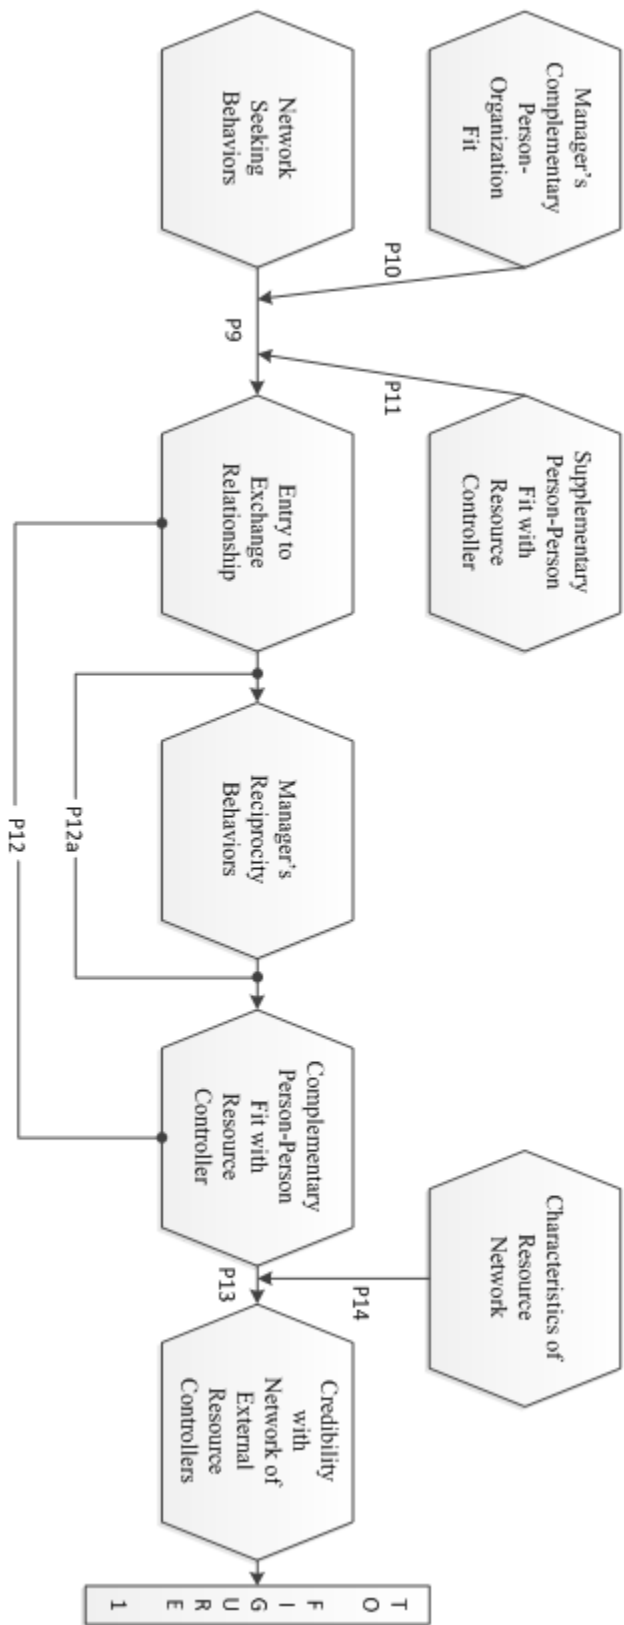 Manager's
Complementary
Person-
Organization
Fit
Supplementary
Person-Person
Fit with
Resource
Controller
Characteristics of
Resource
Network
P10
P11
P14
Network
Seeking
Behaviors
P9
Entry to
Exchange
Relationship
Manager's
Reciprocity
Behaviors
Complementary
Person-Person
Fit with
Resource
Controller
P13
Credibility
with
Network of
External
Resource
Controllers
T
O
F
I
G
U
R
E
1
P12a
P12